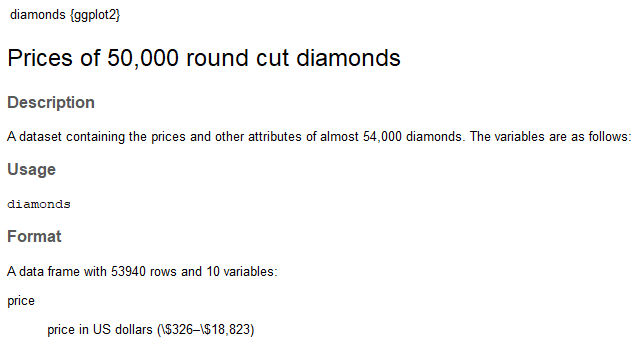 diamonds {ggplot2}
Prices of 50,000 round cut diamonds
Description
A dataset containing the prices and other attributes of almost 54,000 diamonds. The variables are as follows:
Usage
diamonds
Format
A data frame with 53940 rows and 10 variables:
price
price in US dollars (\$326–\$18,823)